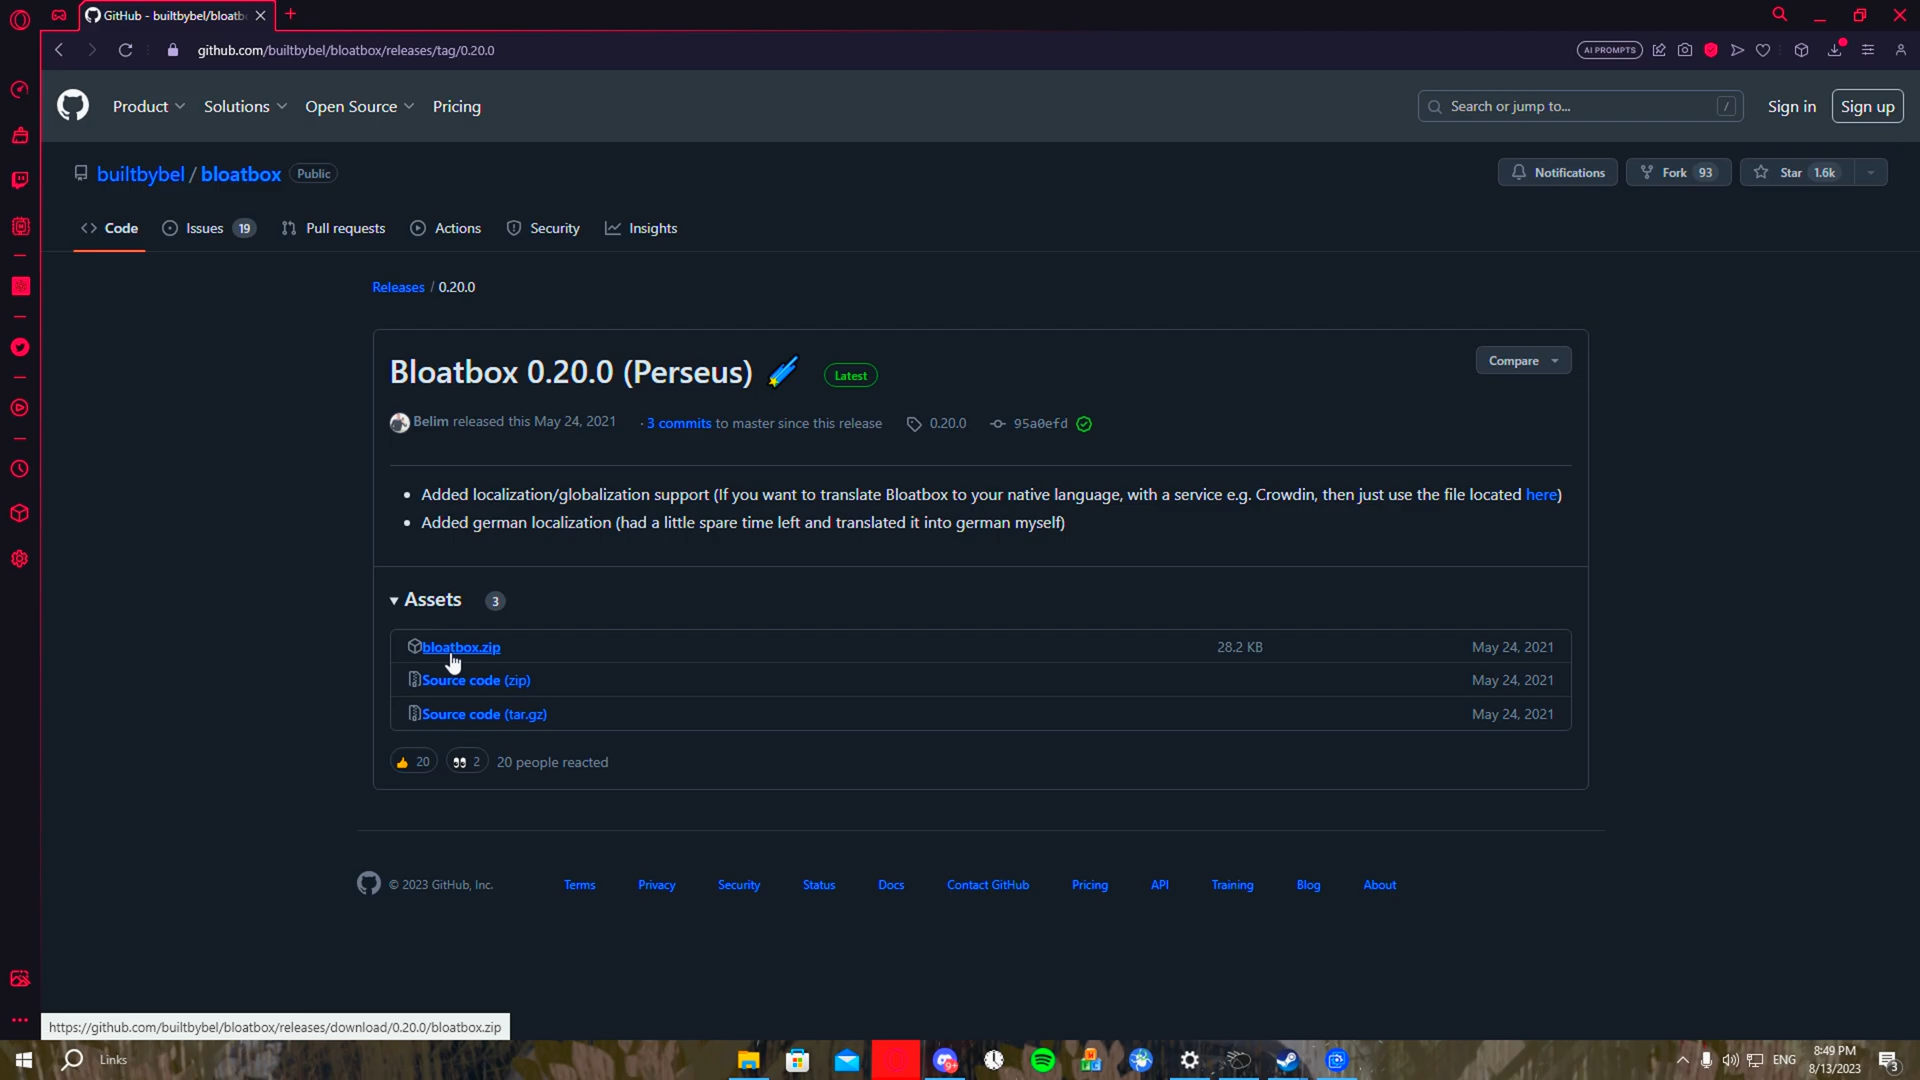 GitHub - builtbybel/bloatb
github.com/builtbybel/bloatbox/releases/tag/0.20.0
AI PROMPTS
Product
Solutions
Open Source
Pricing
Search or jump to...
/
Sign in
Sign up
builtbybel / bloatbox
Public
Notifications
Fork 93
Star 1.6k
Code
Issues 19
Pull requests
Actions
Security
Insights
Releases / 0.20.0
Bloatbox 0.20.0 (Perseus)
Latest
Compare
Belim released this May 24, 2021
· 3 commits to master since this release
0.20.0
95a0efd
• Added localization/globalization support (If you want to translate Bloatbox to your native language, with a service e.g. Crowdin, then just use the file located here)
• Added german localization (had a little spare time left and translated it into german myself)
Assets 3
bloatbox.zip
28.2 KB
May 24, 2021
Source code (zip)
May 24, 2021
Source code (tar.gz)
May 24, 2021
20
2
20 people reacted
© 2023 GitHub, Inc.
Terms
Privacy
Security
Status
Docs
Contact GitHub
Pricing
API
Training
Blog
About
https://github.com/builtbybel/bloatbox/releases/download/0.20.0/bloatbox.zip
Links
ENG
8:49 PM
8/13/2023
3